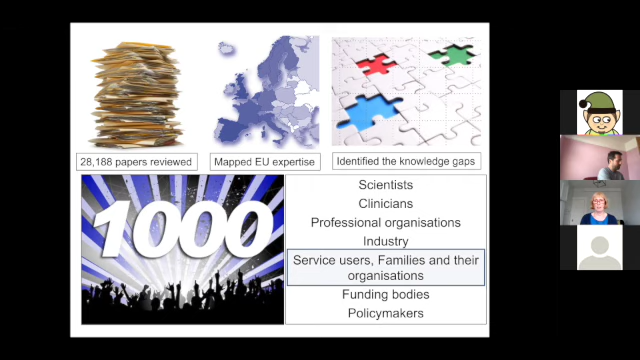 28,188 papers reviewed
Mapped EU expertise
Identified the knowledge gaps
1000
Scientists
Clinicians
Professional organisations
Industry
Service users, Families and their
organisations
Funding bodies
Policymakers